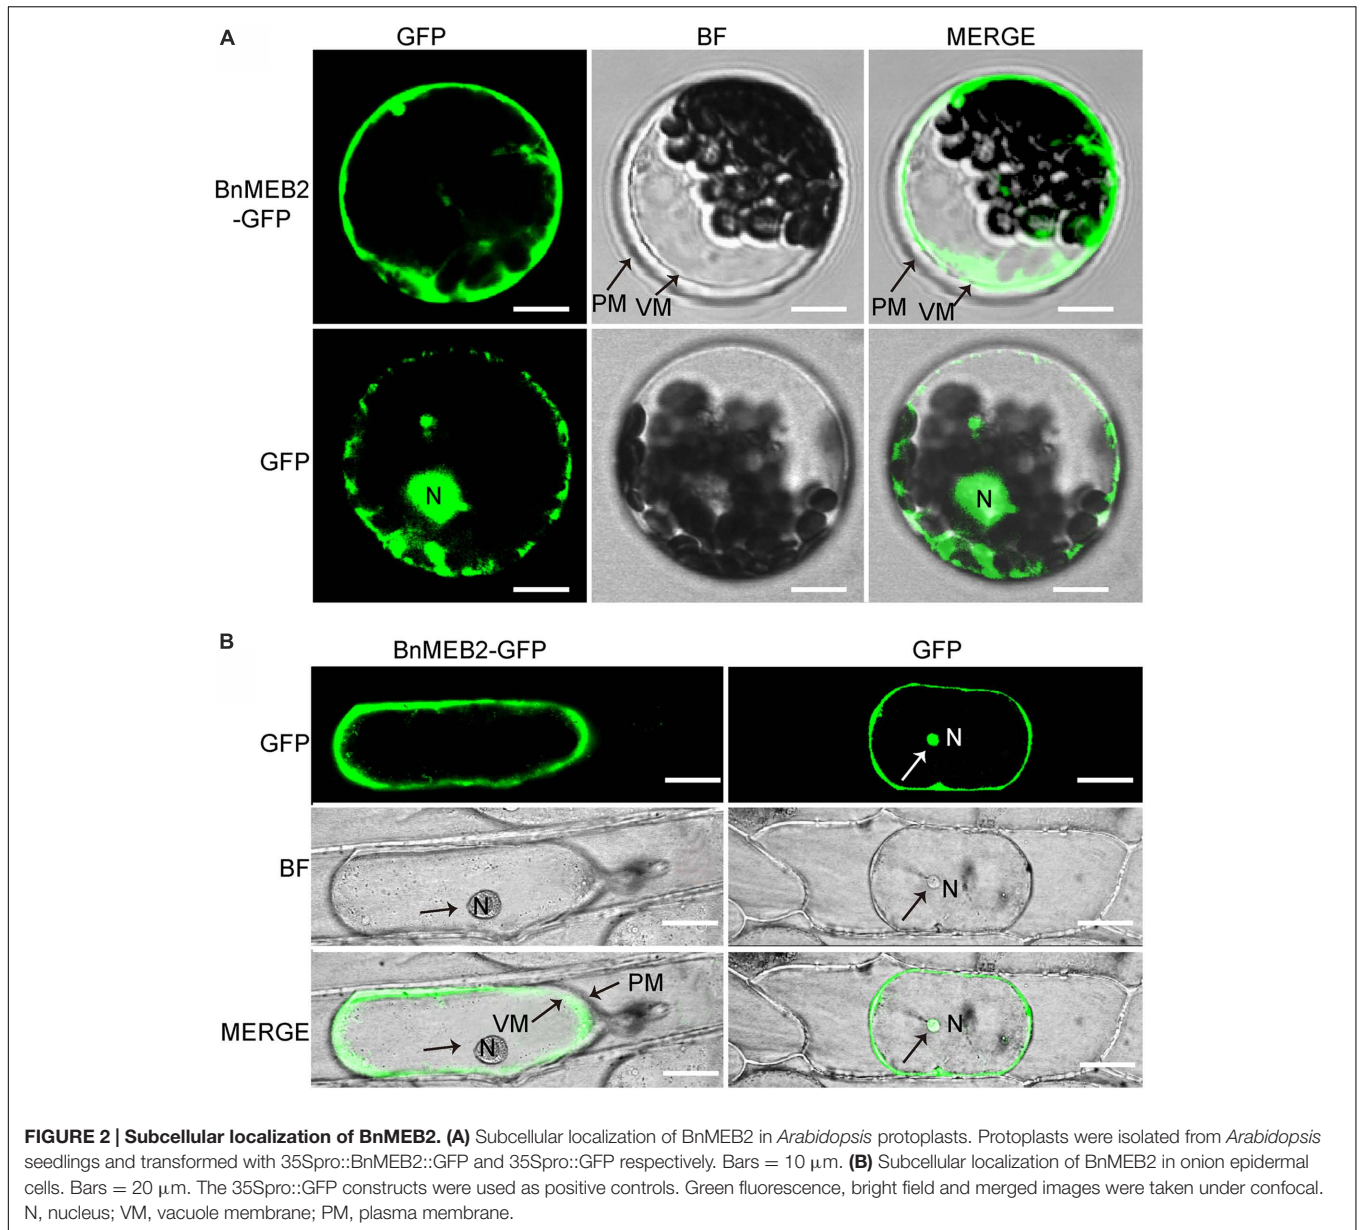 A
GFP BF MERGE
BnMEB2
-GFP
PM VM
PM VM
GFP
N
N
B
BnMEB2-GFP GFP
GFP
N
BF
N
N
MERGE
PM
VM
N
N
FIGURE 2 | Subcellular localization of BnMEB2. (A) Subcellular localization of BnMEB2 in Arabidopsis protoplasts. Protoplasts were isolated from Arabidopsis
seedlings and transformed with 35Spro::BnMEB2::GFP and 35Spro::GFP respectively. Bars = 10 μm. (B) Subcellular localization of BnMEB2 in onion epidermal
cells. Bars = 20 μm. The 35Spro::GFP constructs were used as positive controls. Green fluorescence, bright field and merged images were taken under confocal.
N, nucleus; VM, vacuole membrane; PM, plasma membrane.